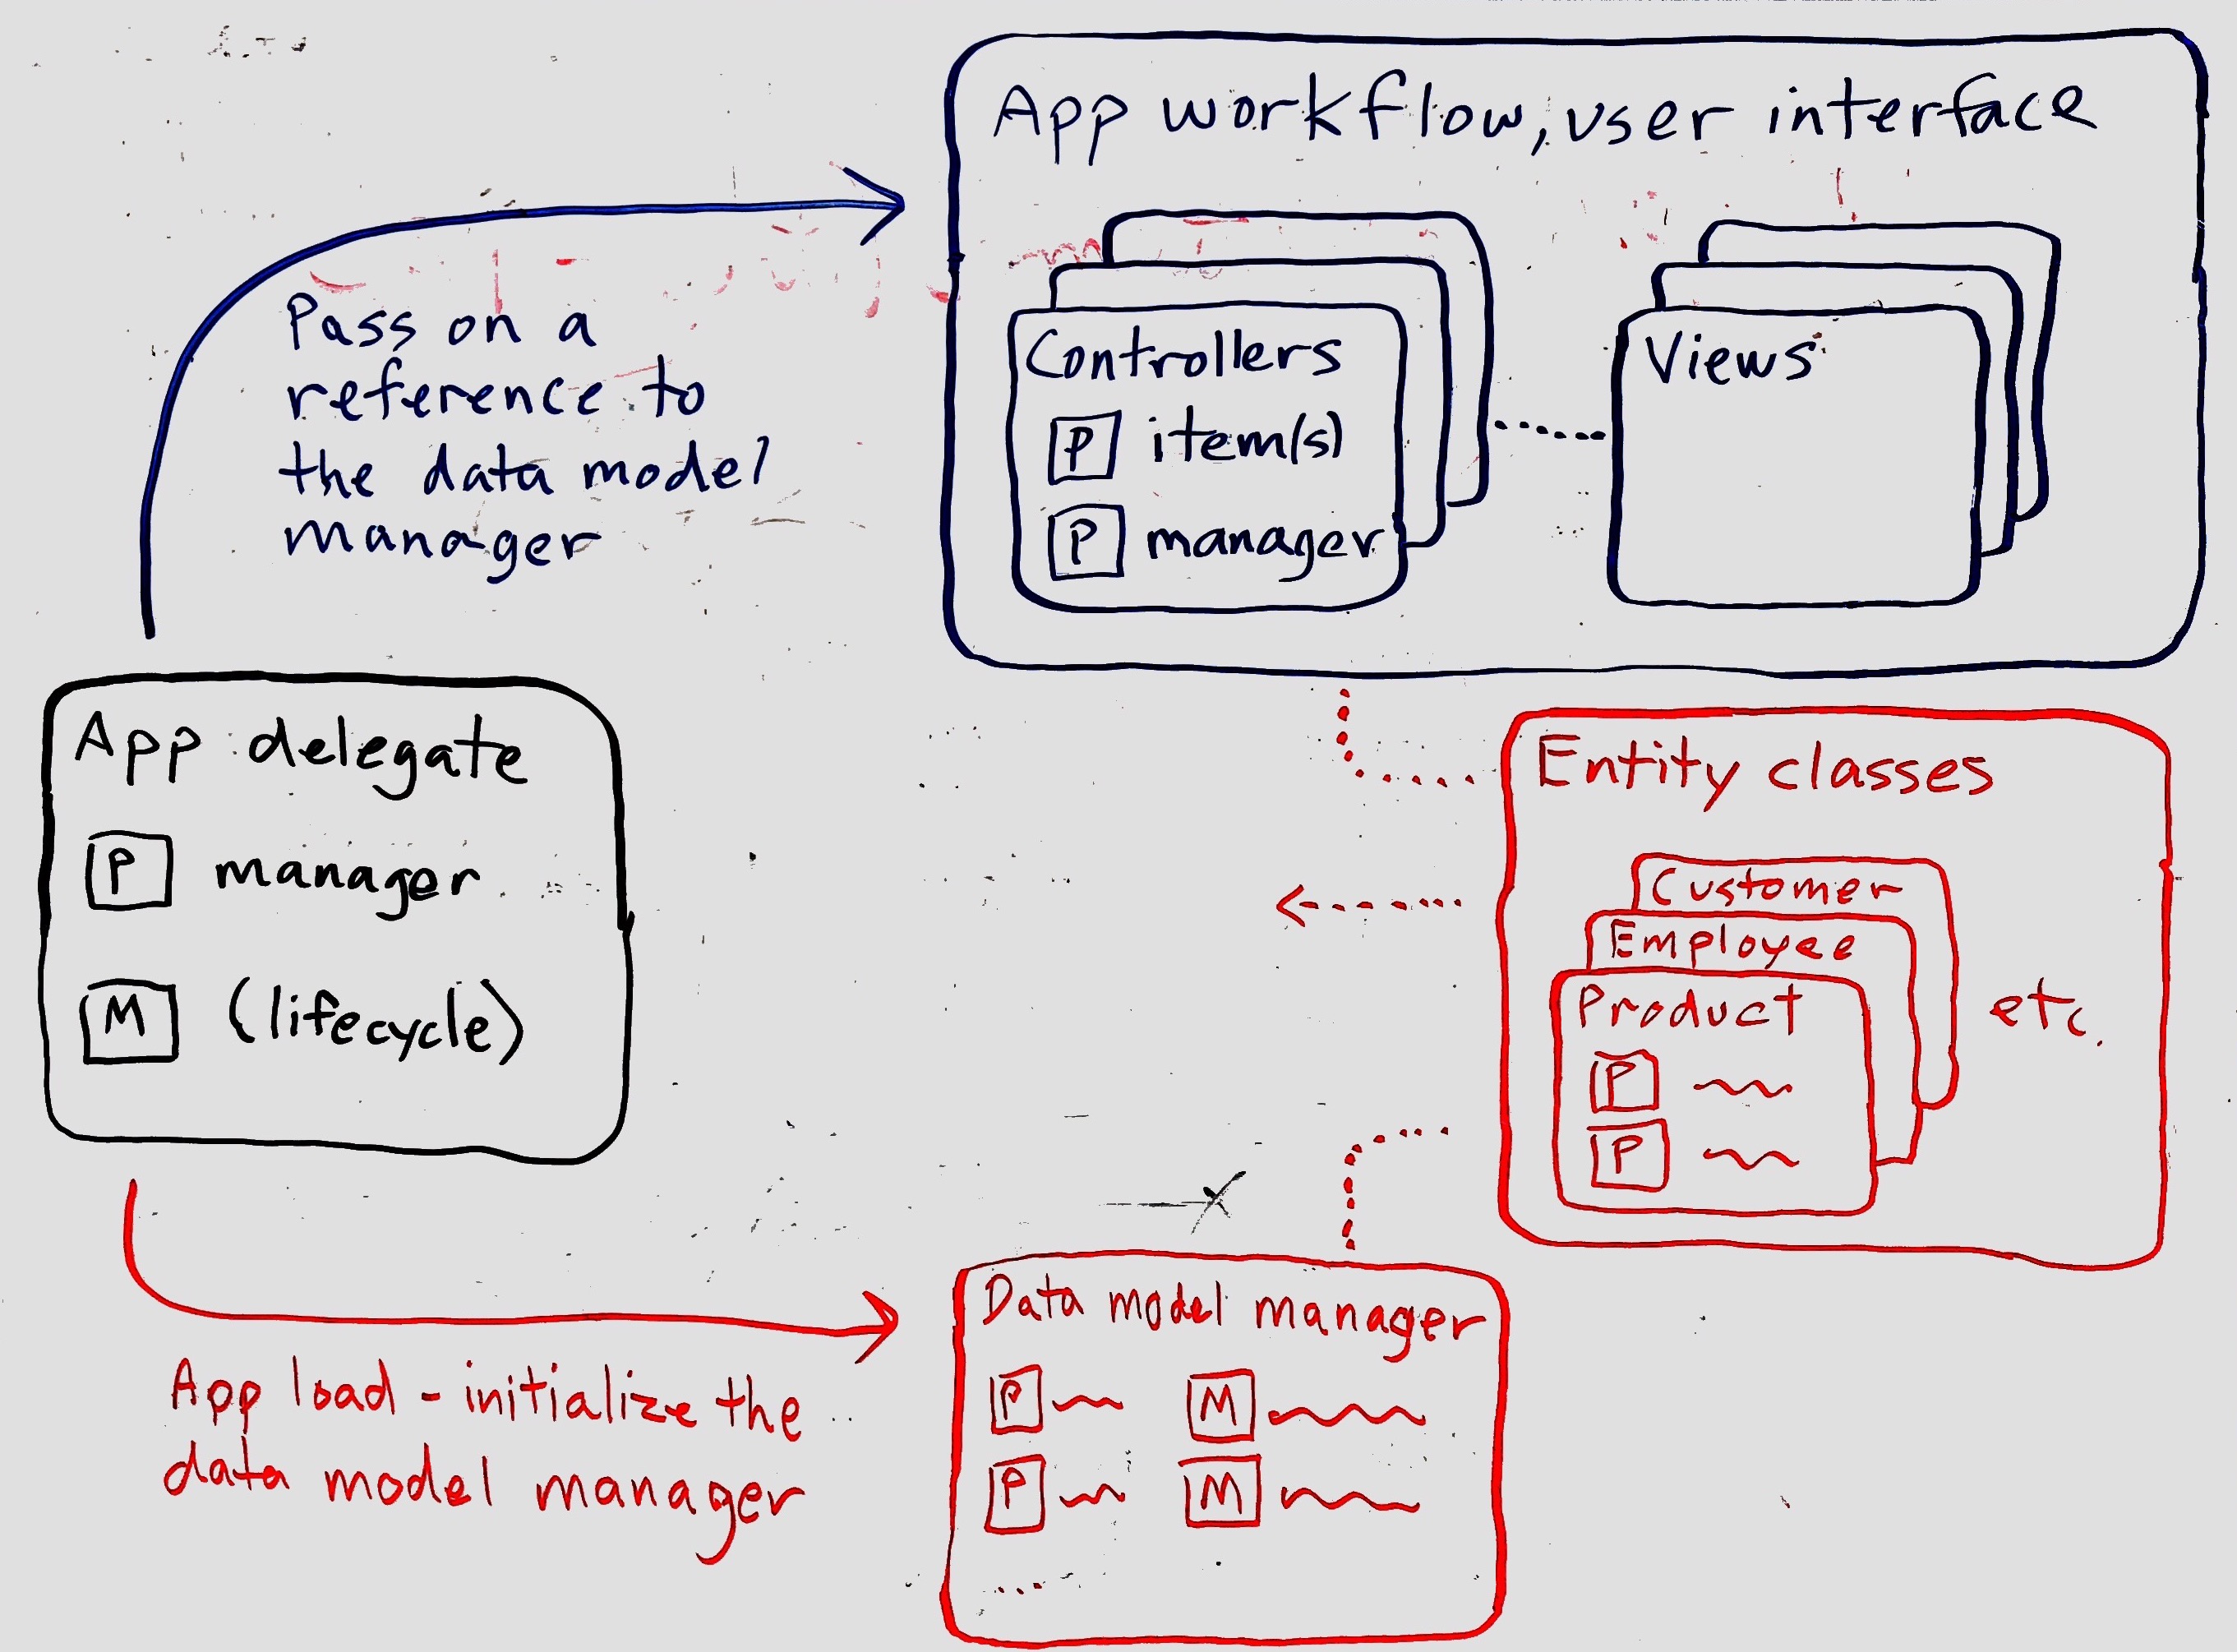 App workflow, user interface
Controllers
P item(s)
P manager
Views
Pass on a
reference to
the data model
manager
App delegate
P manager
M (lifecycle)
Entity classes
Customer
Employee
Product
P
P
etc.
App load - initialize the
data model manager
Data model manager
P M
P M
....